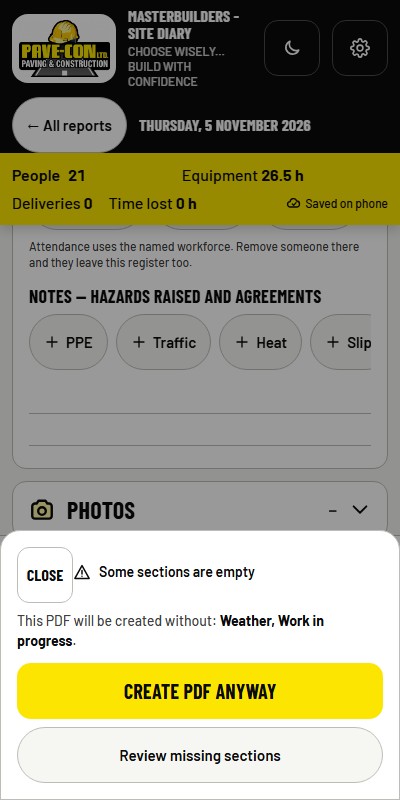 PAVE-CON LTD.
PAVING & CONSTRUCTION
MASTERBUILDERS –
SITE DIARY
CHOOSE WISELY...
BUILD WITH
CONFIDENCE
← All reports
THURSDAY, 5 NOVEMBER 2026
People 21
Equipment 26.5 h
Deliveries 0
Time lost 0 h
Saved on phone
Attendance uses the named workforce. Remove someone there
and they leave this register too.
NOTES – HAZARDS RAISED AND AGREEMENTS
+ PPE
+ Traffic
+ Heat
+ Slip
PHOTOS
–
CLOSE
Some sections are empty
This PDF will be created without: Weather, Work in
progress.
CREATE PDF ANYWAY
Review missing sections